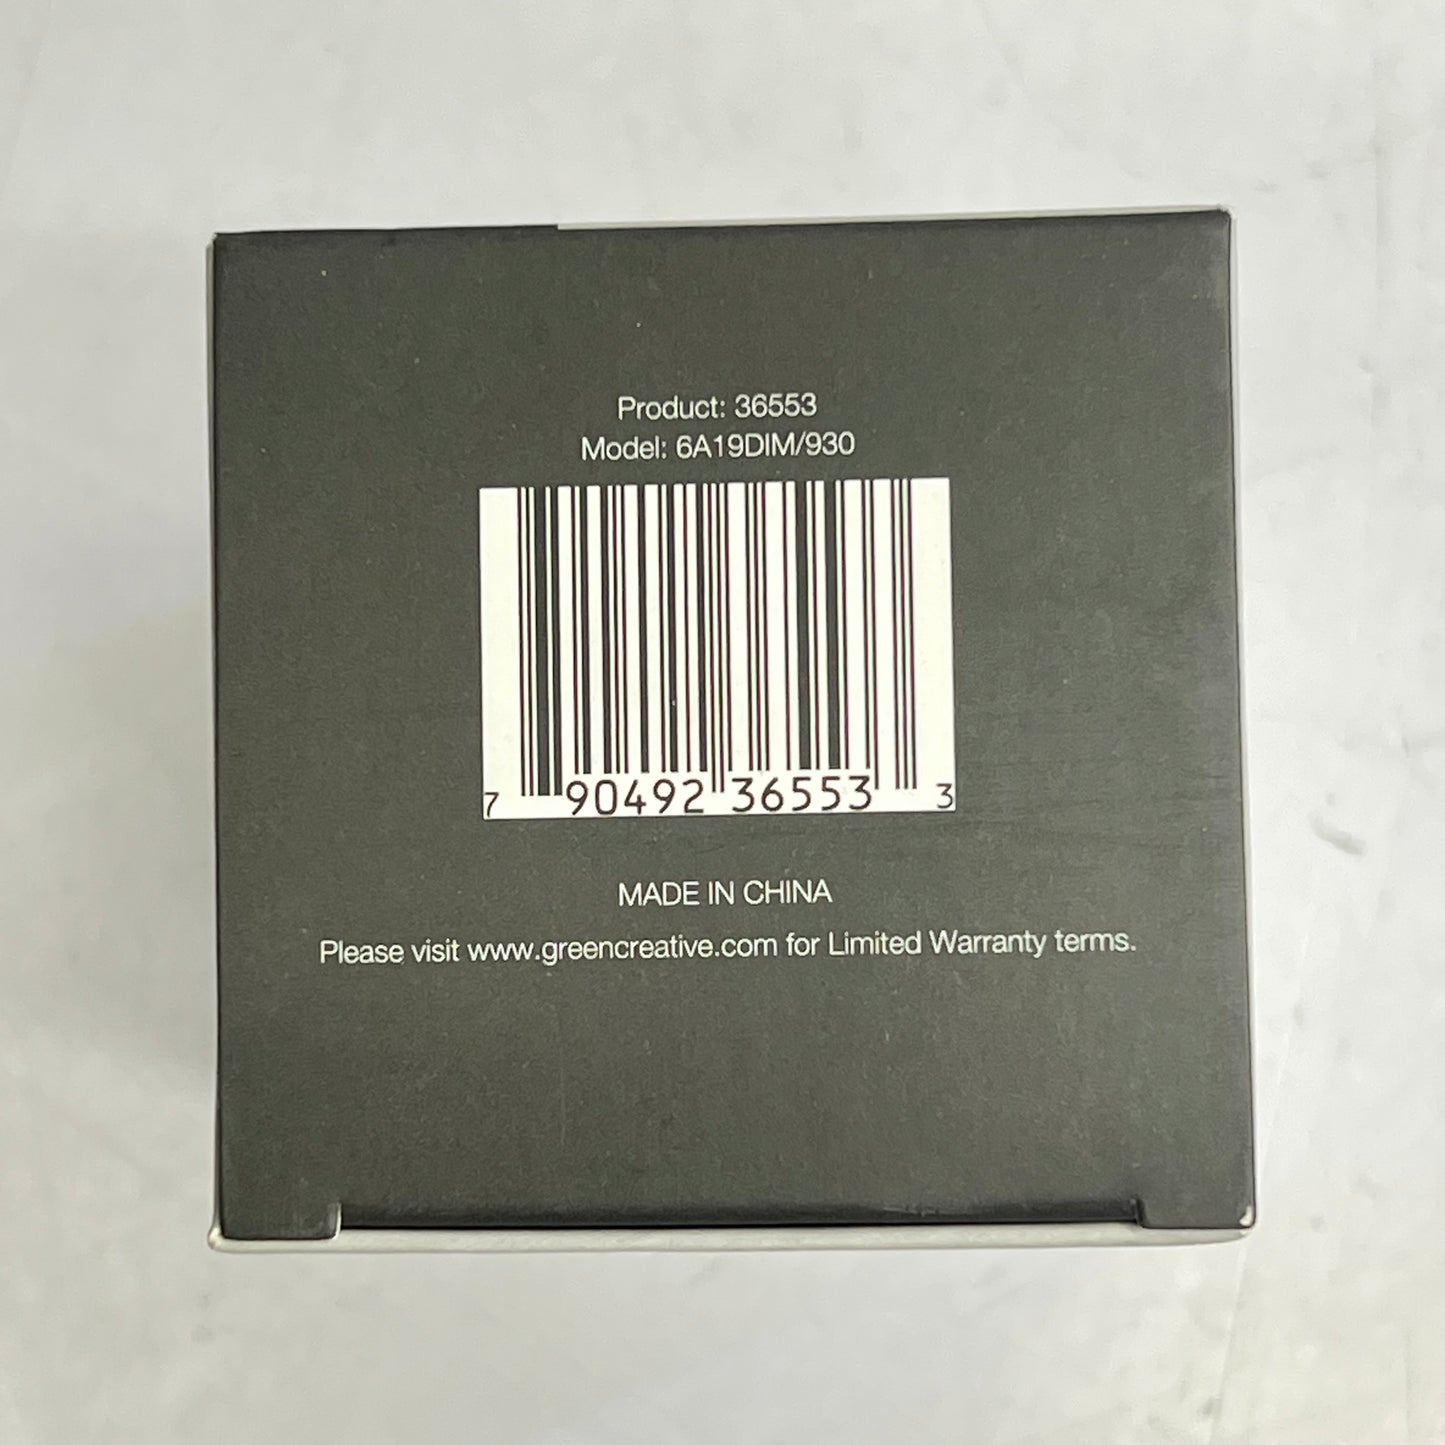 Product: 36553
Model: 6A19DIM/930
7 90492 36553 3
MADE IN CHINA
Please visit www.greencreative.com for Limited Warranty terms.